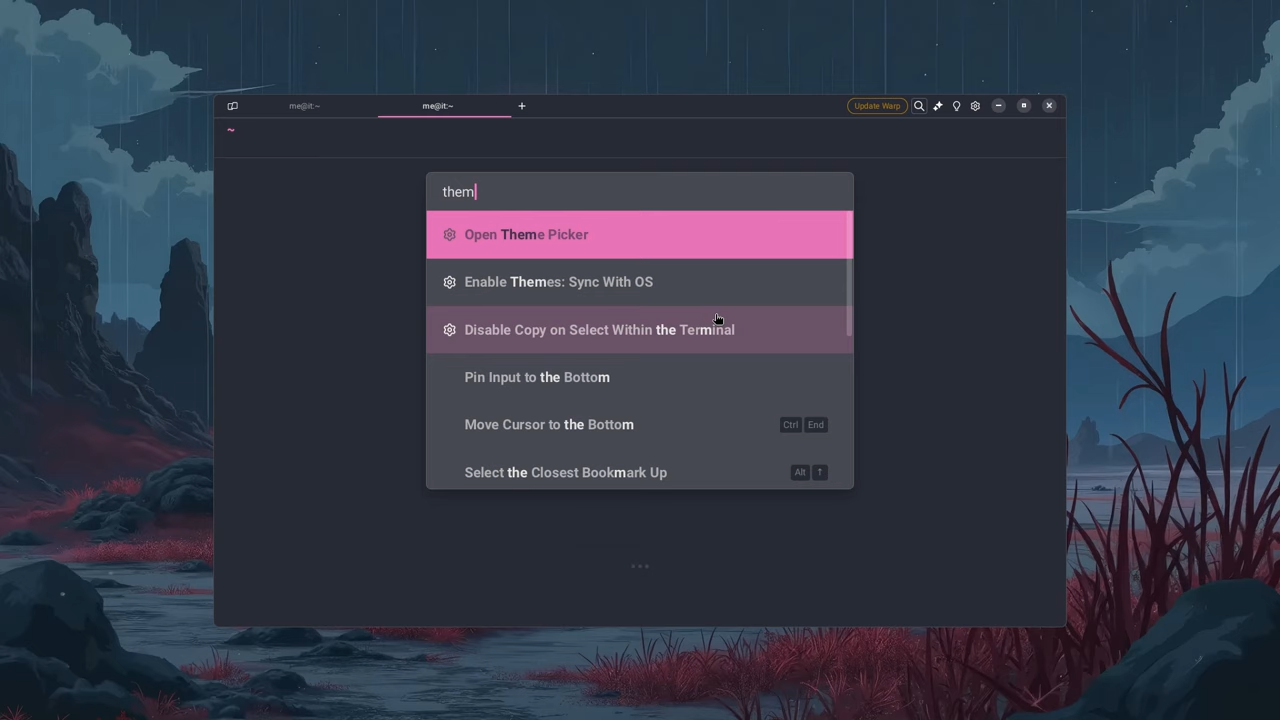 me@it:~
me@it:~
+
Update Warp
~
them
Open Theme Picker
Enable Themes: Sync With OS
Disable Copy on Select Within the Terminal
Pin Input to the Bottom
Move Cursor to the Bottom Ctrl End
Select the Closest Bookmark Up Alt ↑